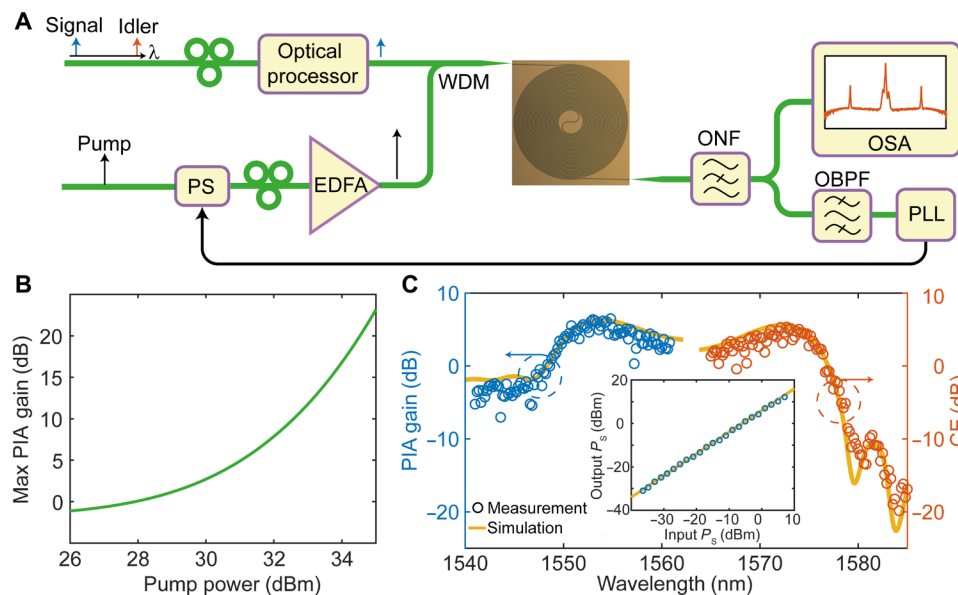 A
Signal Idler
λ
Optical
processor
WDM
Pump
PS
EDFA
ONF
OSA
OBPF
PLL
B
Max PIA gain (dB)
20
15
10
5
0
26 28 30 32 34
Pump power (dBm)
C
PIA gain (dB)
10
0
−10
−20
1540 1550 1560 1570 1580
Wavelength (nm)
10
0
−10
−20
(dB)
Measurement
Simulation
Output Ps (dBm)
20
0
−20
−40
−30 −20 −10 0 10
Input Ps (dBm)